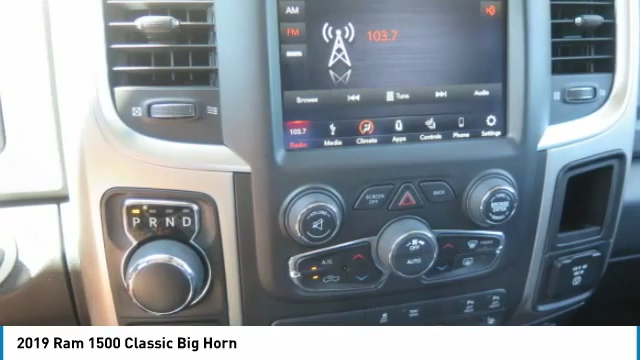 AM
FM
103.7
Browse
Tune
Audio
103.7
Radio
Media
Climate
Apps
Controls
Phone
Settings
P R N D
SCREEN OFF
BACK
A/C
OFF
AUTO
2019 Ram 1500 Classic Big Horn